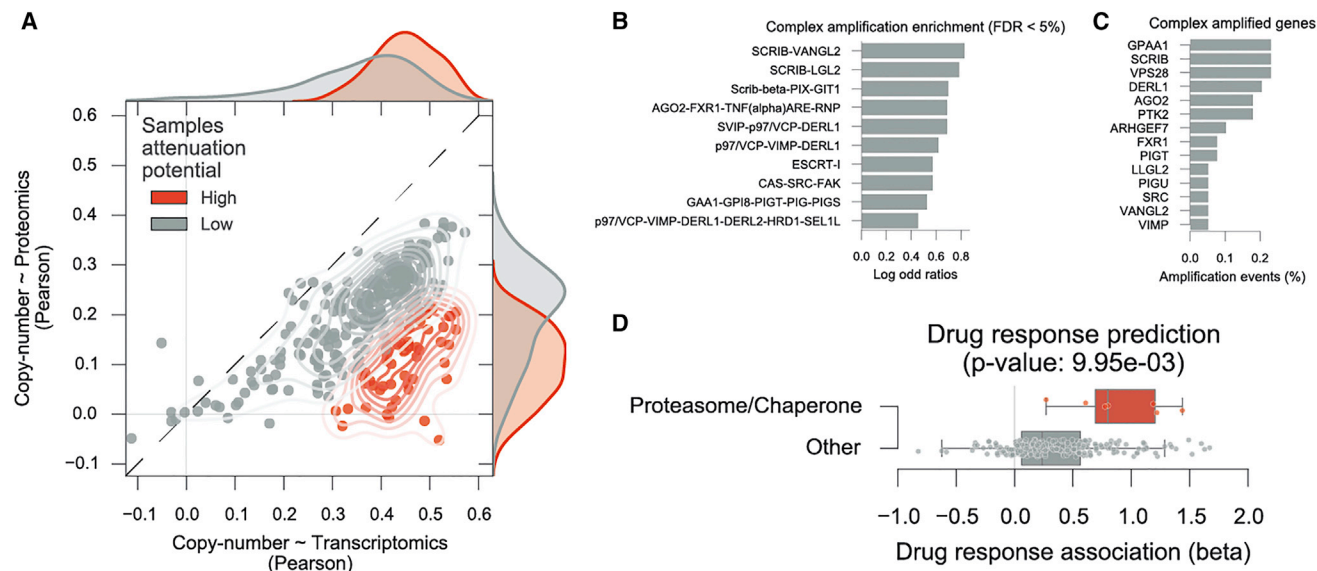 A
0.6
0.5
0.4
0.3
0.2
0.1
0.0
−0.1
Copy-number ~ Proteomics
(Pearson)
Samples
attenuation
potential
High
Low
−0.1 0.0 0.1 0.2 0.3 0.4 0.5 0.6
Copy-number ~ Transcriptomics
(Pearson)
B
Complex amplification enrichment (FDR < 5%)
SCRIB-VANGL2
SCRIB-LGL2
Scrib-beta-PIX-GIT1
AGO2-FXR1-TNF(alpha)ARE-RNP
SVIP-p97/VCP-DERL1
p97/VCP-VIMP-DERL1
ESCRT-I
CAS-SRC-FAK
GAA1-GPI8-PIGT-PIG-PIGS
p97/VCP-VIMP-DERL1-DERL2-HRD1-SEL1L
0.0 0.2 0.4 0.6 0.8
Log odd ratios
C
Complex amplified genes
GPAA1
SCRIB
VPS28
DERL1
AGO2
PTK2
ARHGEF7
FXR1
PIGT
LLGL2
PIGU
SRC
VANGL2
VIMP
0.0 0.2
Amplification events (%)
D
Drug response prediction
(p-value: 9.95e-03)
Proteasome/Chaperone
Other
−1.0 −0.5 0.0 0.5 1.0 1.5 2.0
Drug response association (beta)